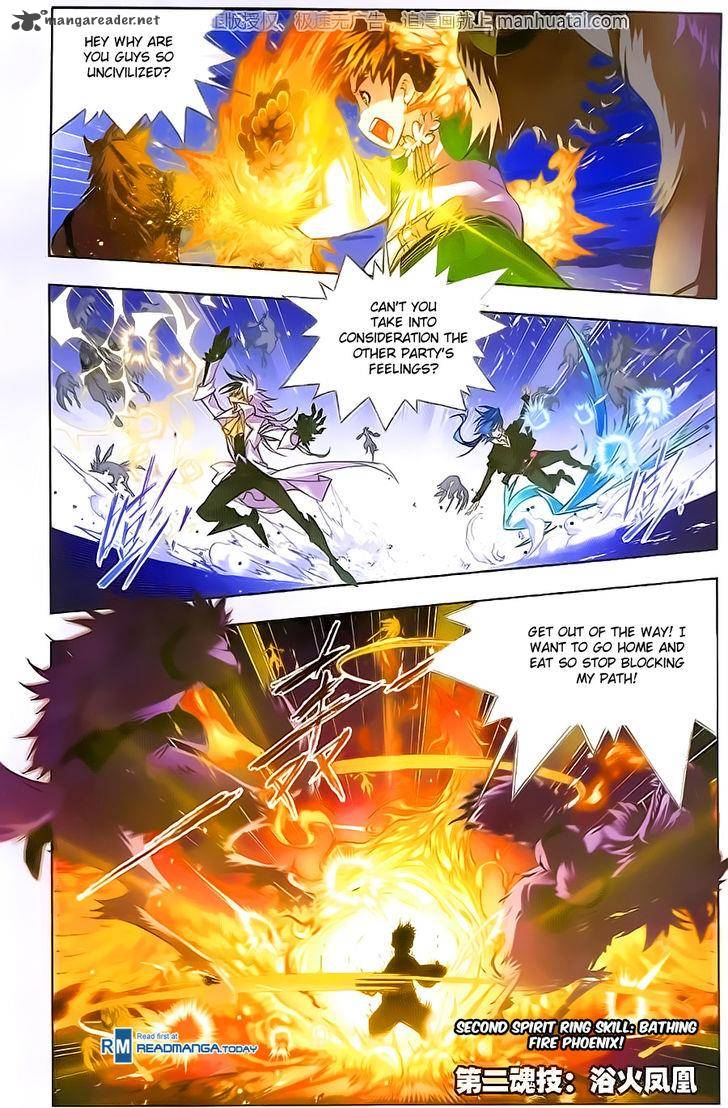 mangareader.net
版授权、极速无广告，追漫画就上 manhuatai.com
HEY WHY ARE
YOU GUYS SO
UNCIVILIZED?
CAN'T YOU
TAKE INTO
CONSIDERATION THE
OTHER PARTY'S
FEELINGS?
GET OUT OF THE WAY! I
WANT TO GO HOME AND
EAT SO STOP BLOCKING
MY PATH!
SECOND SPIRIT RING SKILL: BATHING
FIRE PHOENIX!
RM
Read first at
READMANGA.TODAY
第二魂技：浴火凤凰